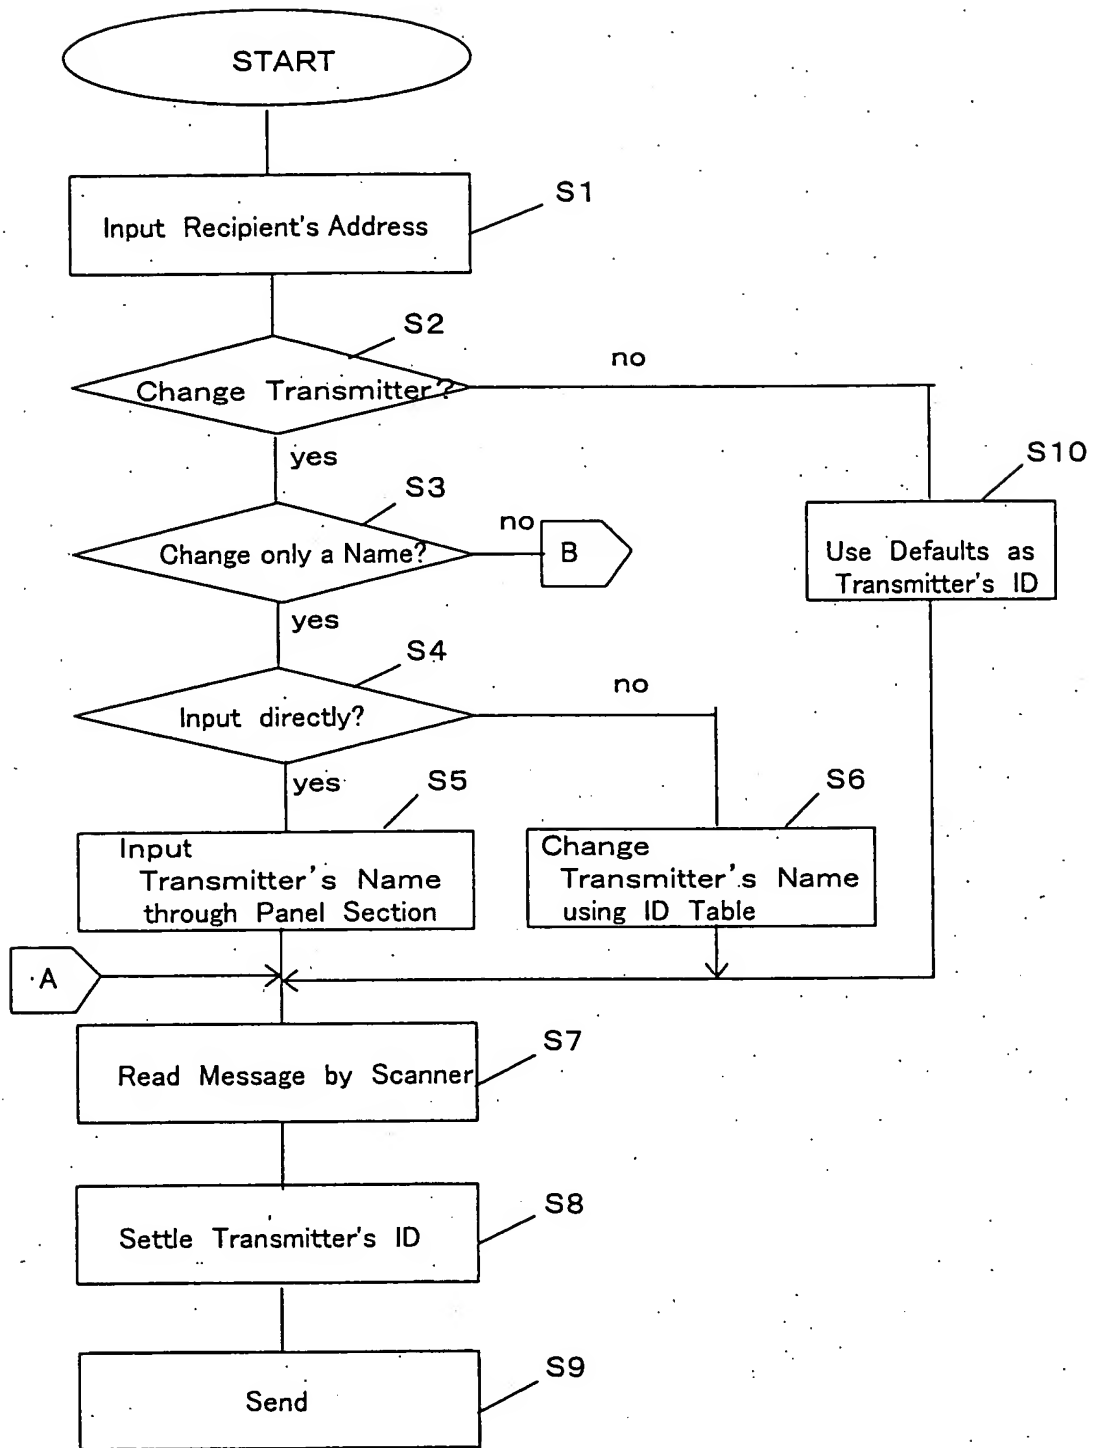 START
S1
Input Recipient's Address
S2
no
Change Transmitter?
yes
S10
S3
no
Change only a Name?
B
Use Defaults as
Transmitter's ID
yes
S4
no
Input directly?
yes
S5
S6
Input
Transmitter's Name
through Panel Section
Change
Transmitter's Name
using ID Table
A
S7
Read Message by Scanner
S8
Settle Transmitter's ID
S9
Send